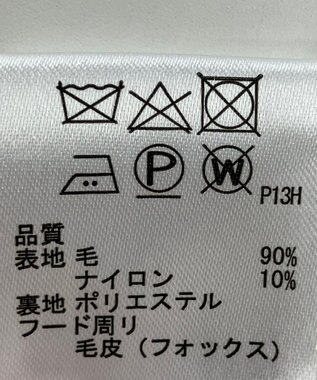 P
W
P13H
品質
表地 毛 90%
ナイロン 10%
裏地 ポリエステル
フード周リ
毛皮(フォックス)